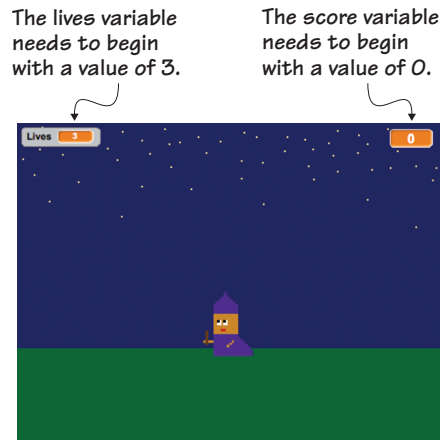 The lives variable
needs to begin
with a value of 3.
The score variable
needs to begin
with a value of 0.
Lives 3
0